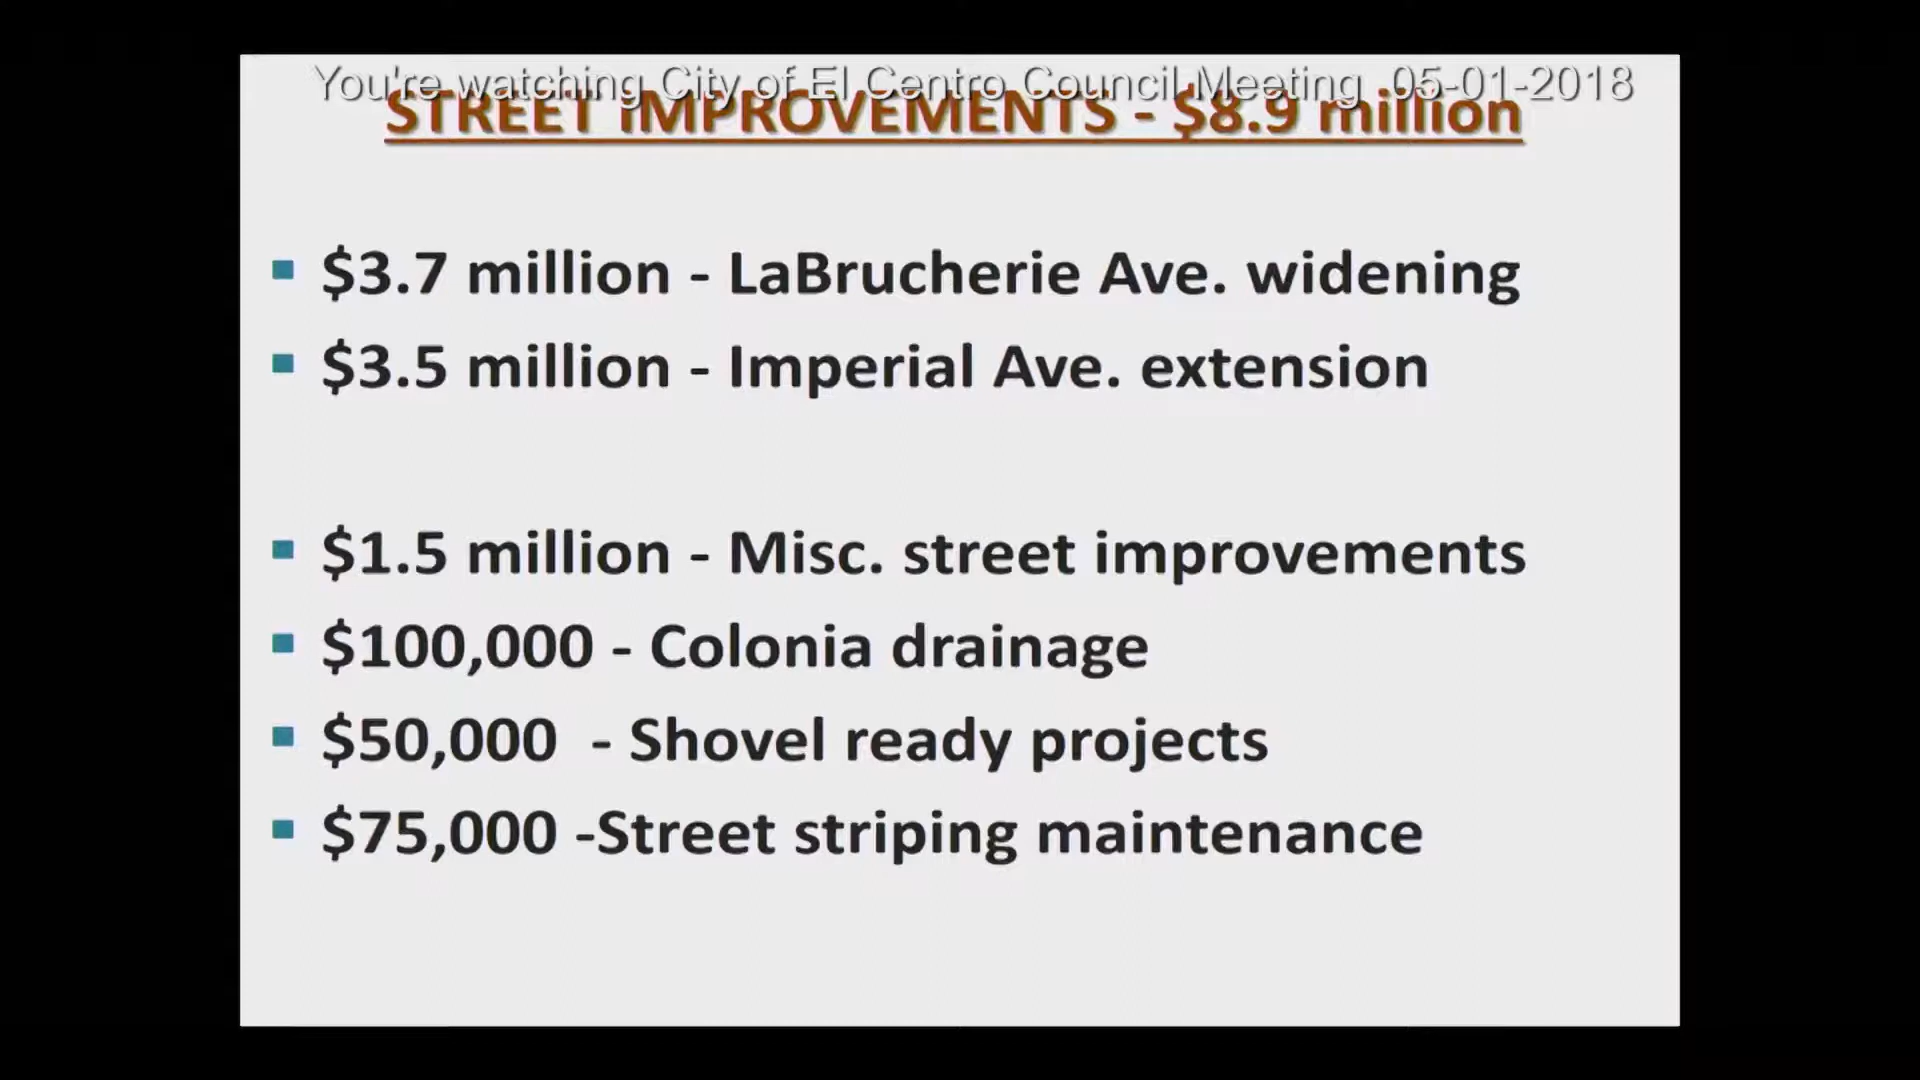 You're watching City of El Centro Council Meeting 05-01-2018
STREET IMPROVEMENTS - $8.9 million
▪ $3.7 million - LaBrucherie Ave. widening
▪ $3.5 million - Imperial Ave. extension
▪ $1.5 million - Misc. street improvements
▪ $100,000 - Colonia drainage
▪ $50,000  - Shovel ready projects
▪ $75,000 -Street striping maintenance